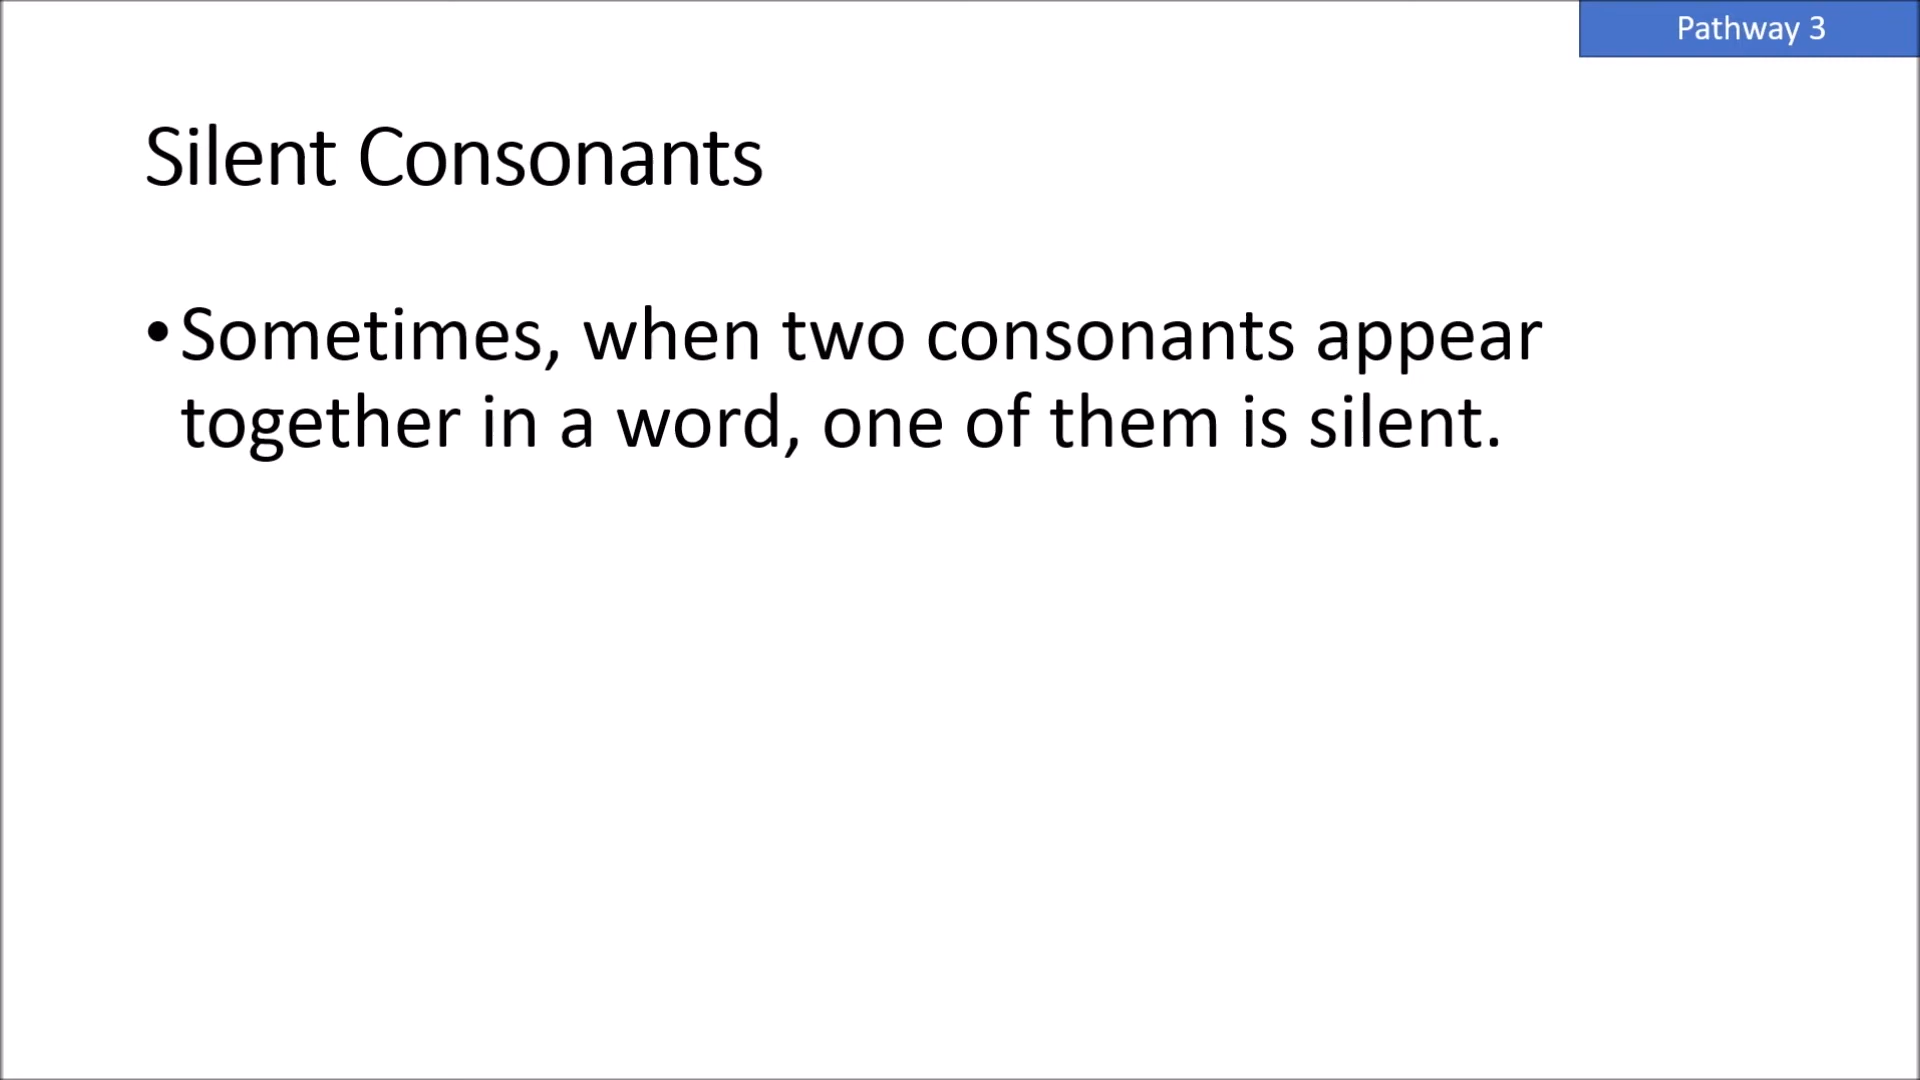 Pathway 3
Silent Consonants
•Sometimes, when two consonants appear
together in a word, one of them is silent.